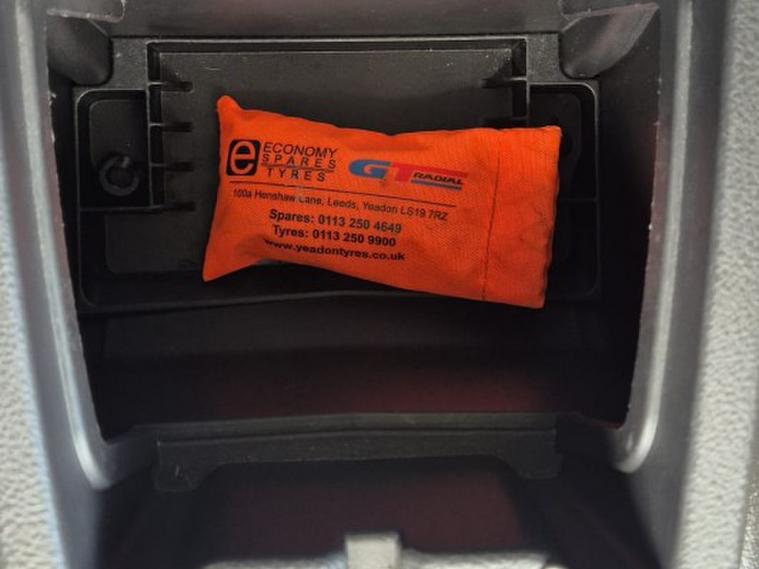 e ECONOMY
SPARES
TYRES
GT RADIAL
100a Henshaw Lane, Leeds, Yeadon LS19 7RZ
Spares: 0113 250 4649
Tyres: 0113 250 9900
www.yeadontyres.co.uk